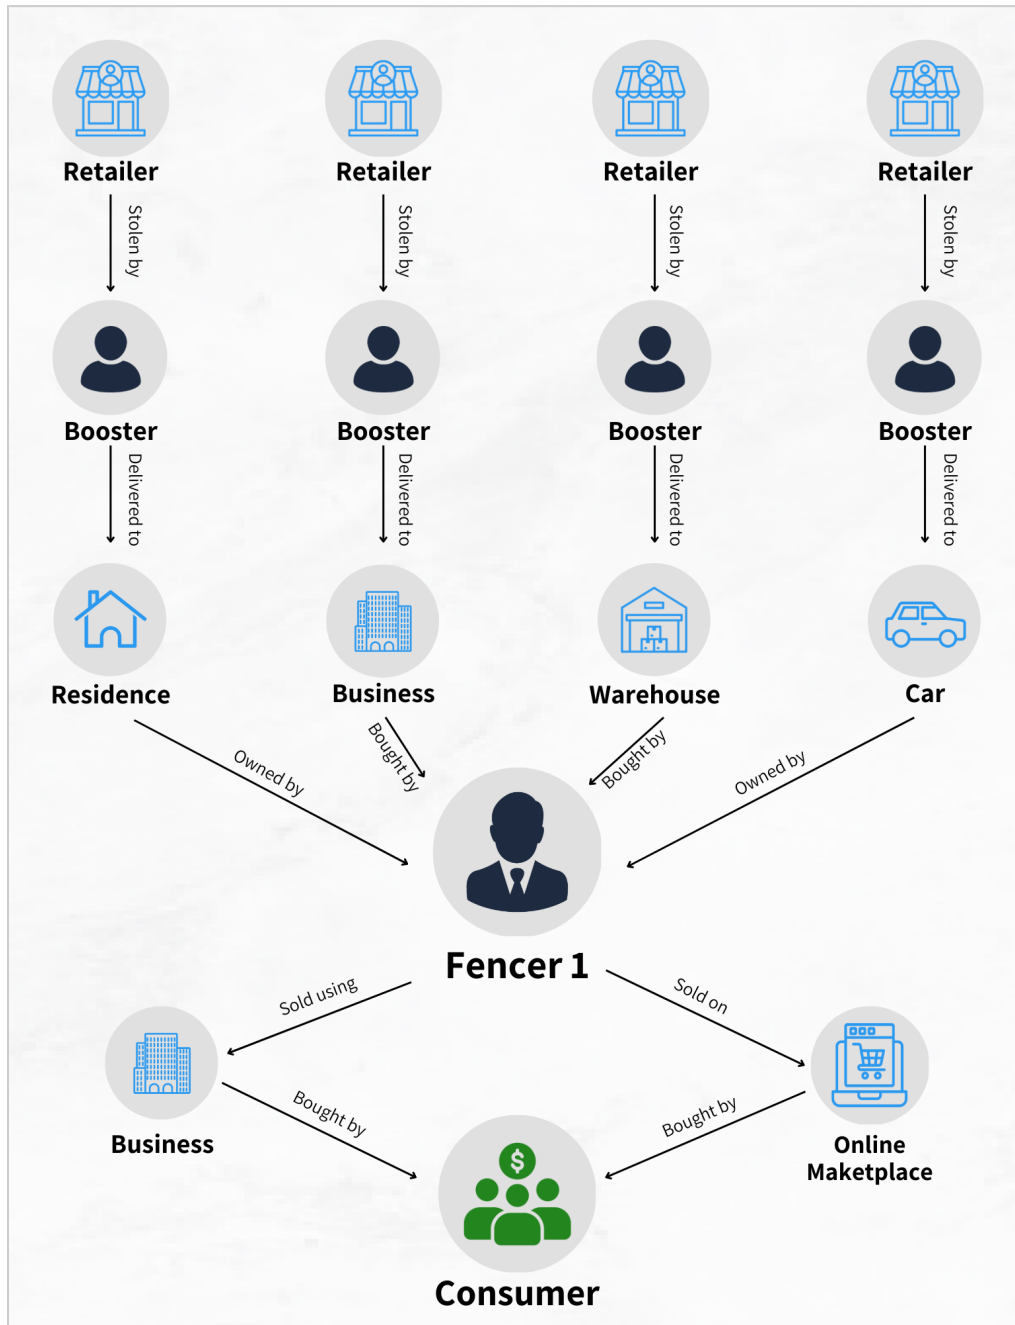 Retailer
Retailer
Retailer
Retailer
Stolen by
Stolen by
Stolen by
Stolen by
Booster
Booster
Booster
Booster
Delivered to
Delivered to
Delivered to
Delivered to
Residence
Business
Warehouse
Car
Owned by
Bought by
Bought by
Owned by
Fencer 1
Sold using
Sold on
Business
Online
Maketplace
Bought by
Bought by
$
Consumer